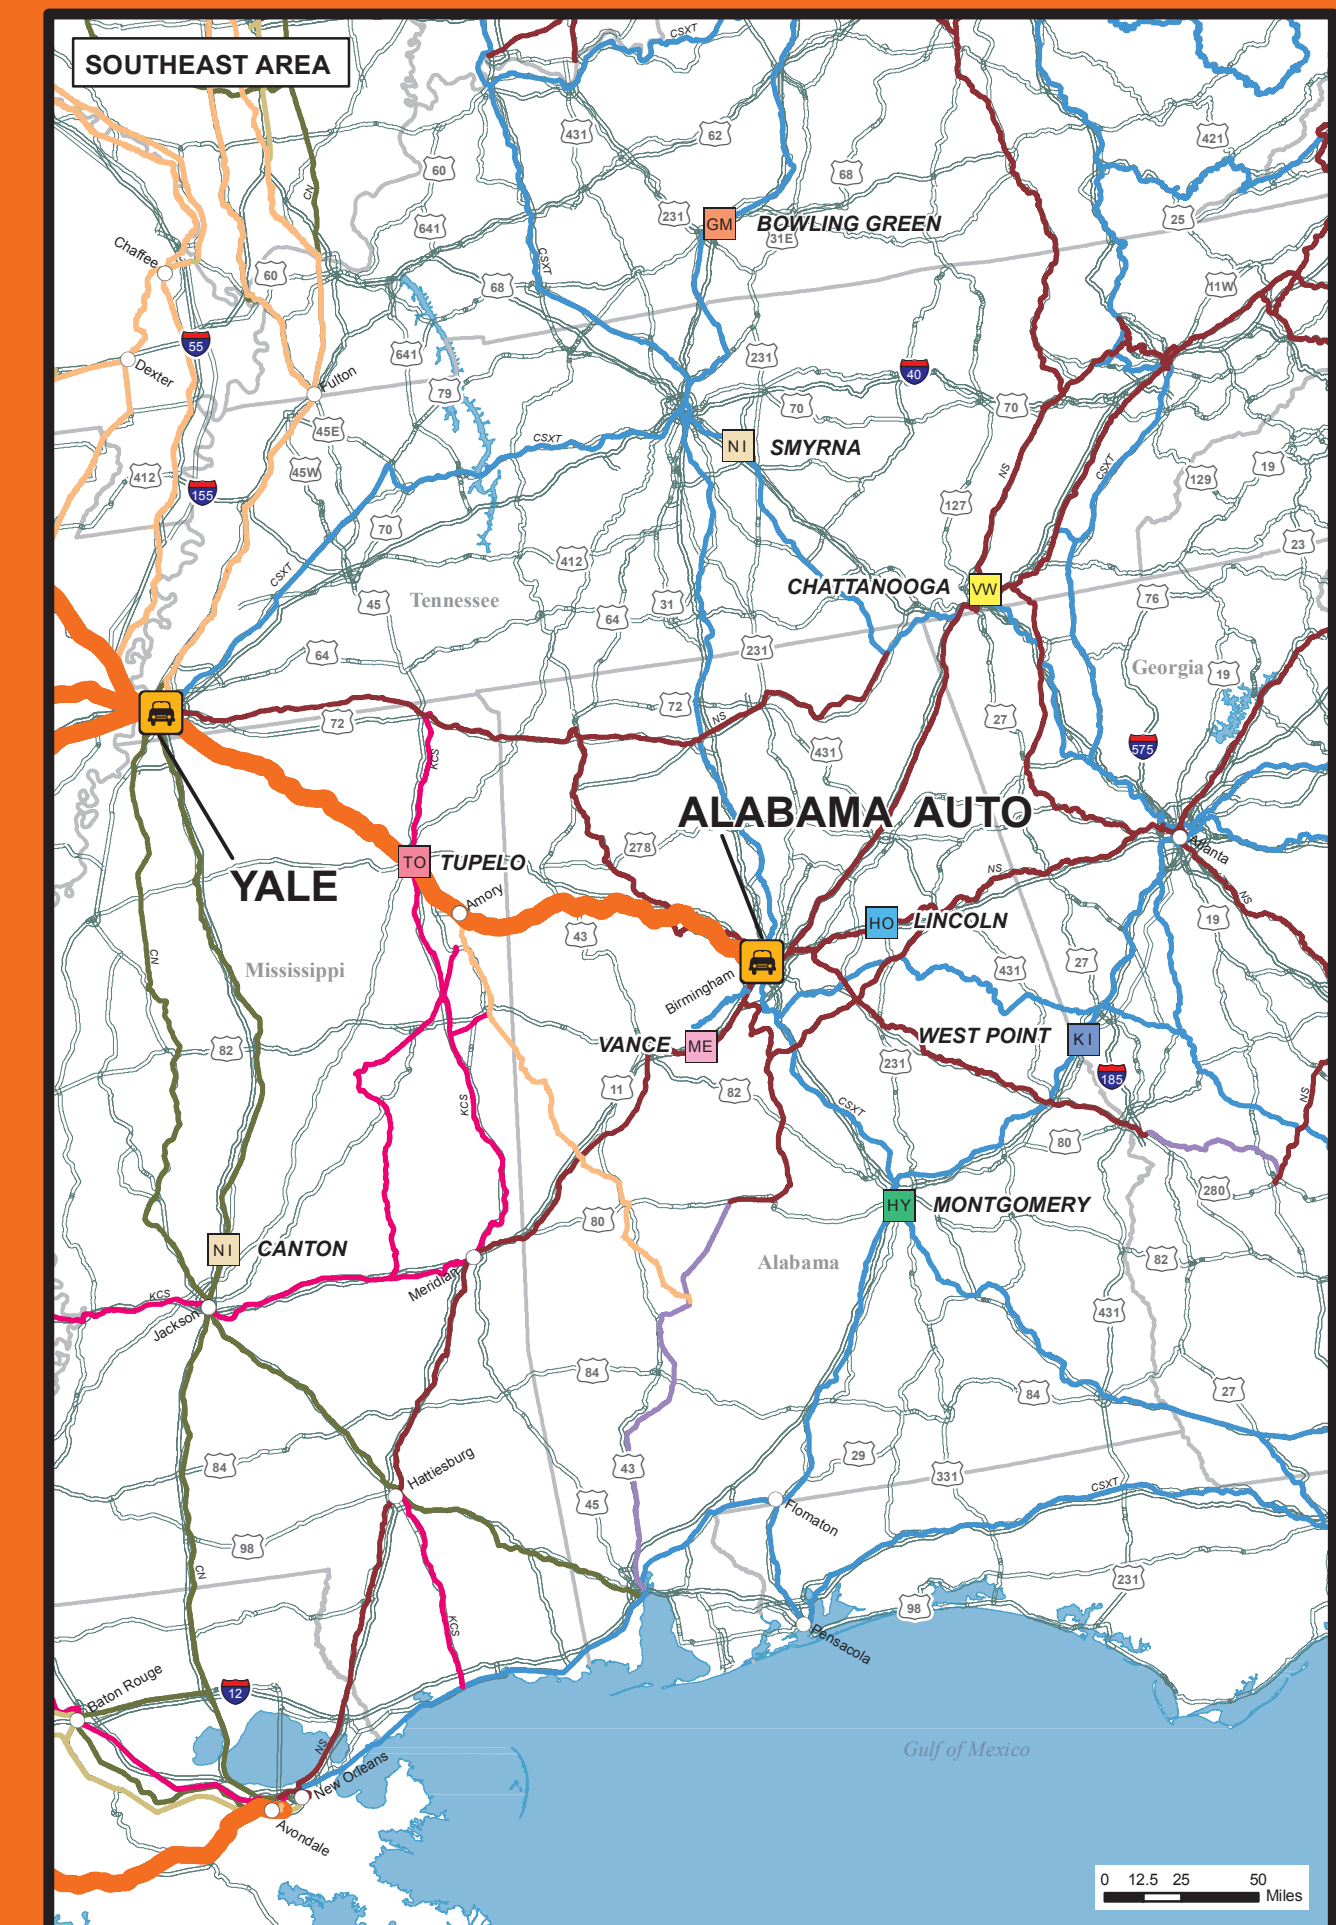 SOUTHEAST AREA
CSXT
431
62
421
60
68
CN
231
GM
BOWLING GREEN
31E
25
641
Chaffee
60
CSXT
68
11W
55
641
231
40
Dexter
Fulton
79
70
70
45E
CSXT
NI
SMYRNA
412
45W
NS
CSXT
19
129
155
127
70
23
412
CSXT
CHATTANOOGA
VW
76
45
Tennessee
31
64
64
231
Georgia
19
72
72
NS
27
KCS
431
575
ALABAMA AUTO
278
Atlanta
TO
TUPELO
NS
YALE
Amory
NS
HO
LINCOLN
19
43
CN
Mississippi
Birmingham
431
27
VANCE
ME
WEST POINT
KI
82
231
185
11
82
KCS
CSXT
NS
80
280
HY
MONTGOMERY
80
NI
CANTON
Alabama
82
Meridian
KCS
Jackson
431
84
84
27
Hattiesburg
29
84
43
331
CSXT
45
Flomaton
98
CN
231
98
KCS
Pensacola
Baton Rouge
12
NS
Gulf of Mexico
New Orleans
Avondale
0 12.5 25 50
Miles